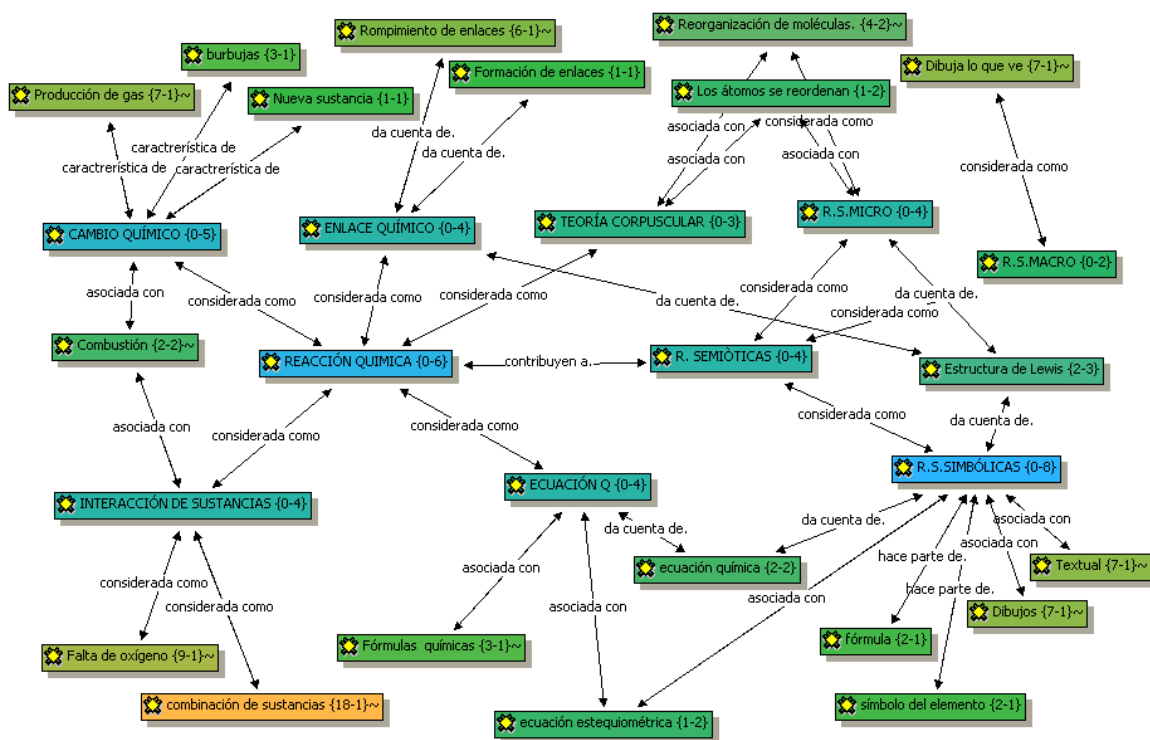 Rompimiento de enlaces {6-1}~
Reorganización de moléculas. {4-2}~
burbujas {3-1}
Formación de enlaces {1-1}
Dibuja lo que ve {7-1}~
Producción de gas {7-1}~
Nueva sustancia {1-1}
Los átomos se reordenan {1-2}
asociada con
considerada como
da cuenta de.
caractrerística de
asociada con
asociada con
da cuenta de.
caractrerística de
caractrerística de
considerada como
CAMBIO QUÍMICO {0-5}
ENLACE QUÍMICO {0-4}
TEORÍA CORPUSCULAR {0-3}
R.S.MICRO {0-4}
R.S.MACRO {0-2}
asociada con
considerada como
considerada como
considerada como
considerada como
da cuenta de.
da cuenta de.
considerada como
Combustión {2-2}~
REACCIÓN QUIMICA {0-6}
contribuyen a.
R. SEMIÒTICAS {0-4}
Estructura de Lewis {2-3}
asociada con
considerada como
considerada como
considerada como
da cuenta de.
INTERACCIÓN DE SUSTANCIAS {0-4}
ECUACIÓN Q {0-4}
R.S.SIMBÓLICAS {0-8}
da cuenta de.
da cuenta de.
asociada con
asociada con
hace parte de.
asociada con
ecuación química {2-2}
Textual {7-1}~
considerada como
asociada con
asociada con
hace parte de.
considerada como
asociada con
Dibujos {7-1}~
Falta de oxígeno {9-1}~
Fórmulas  químicas {3-1}~
fórmula {2-1}
combinación de sustancias {18-1}~
ecuación estequiométrica {1-2}
símbolo del elemento {2-1}